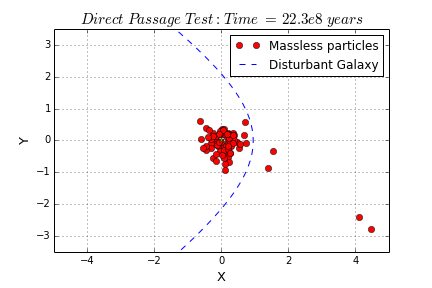 Direct Passage Test : Time = 22.3e8 years
Massless particles
Disturbant Galaxy
Y
3
2
1
0
−1
−2
−3
−4 −2 0 2 4
X